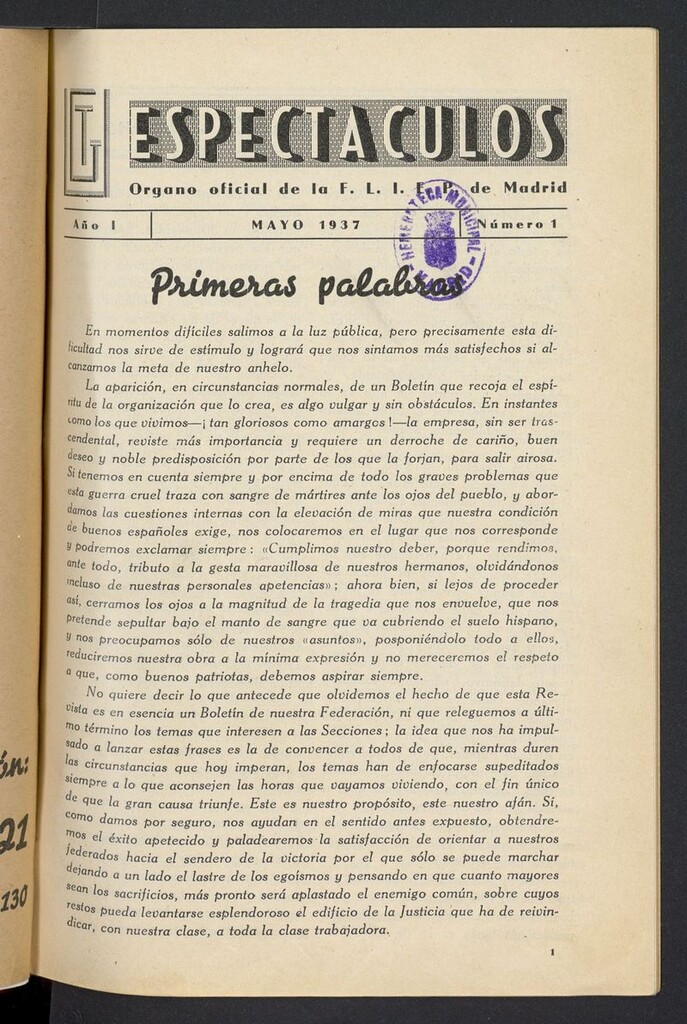 ESPECTACULOS
Organo oficial de la F. L. I. E. P. de Madrid
Año I MAYO 1937 Número 1
HEMEROTECA MUNICIPAL
MADRID
Primeras palabras
En momentos difíciles salimos a la luz pública, pero precisamente esta di-
ficultad nos sirve de estímulo y logrará que nos sintamos más satisfechos si al-
canzamos la meta de nuestro anhelo.
La aparición, en circunstancias normales, de un Boletín que recoja el espí-
ritu de la organización que lo crea, es algo vulgar y sin obstáculos. En instantes
como los que vivimos—¡ tan gloriosos como amargos !—la empresa, sin ser tras-
cendental, reviste más importancia y requiere un derroche de cariño, buen
deseo y noble predisposición por parte de los que la forjan, para salir airosa.
Si tenemos en cuenta siempre y por encima de todo los graves problemas que
esta guerra cruel traza con sangre de mártires ante los ojos del pueblo, y abor-
damos las cuestiones internas con la elevación de miras que nuestra condición
de buenos españoles exige, nos colocaremos en el lugar que nos corresponde
y podremos exclamar siempre : «Cumplimos nuestro deber, porque rendimos,
ante todo, tributo a la gesta maravillosa de nuestros hermanos, olvidándonos
incluso de nuestras personales apetencias» ; ahora bien, si lejos de proceder
así, cerramos los ojos a la magnitud de la tragedia que nos envuelve, que nos
pretende sepultar bajo el manto de sangre que va cubriendo el suelo hispano,
y nos preocupamos sólo de nuestros «asuntos», posponiéndolo todo a ellos,
reduciremos nuestra obra a la mínima expresión y no mereceremos el respeto
a que, como buenos patriotas, debemos aspirar siempre.
No quiere decir lo que antecede que olvidemos el hecho de que esta Re-
vista es en esencia un Boletín de nuestra Federación, ni que releguemos a últi-
mo término los temas que interesen a las Secciones ; la idea que nos ha impul-
sado a lanzar estas frases es la de convencer a todos de que, mientras duren
las circunstancias que hoy imperan, los temas han de enfocarse supeditados
siempre a lo que aconsejen las horas que vayamos viviendo, con el fin único
de que la gran causa triunfe. Este es nuestro propósito, este nuestro afán. Si,
como damos por seguro, nos ayudan en el sentido antes expuesto, obtendre-
mos el éxito apetecido y paladearemos la satisfacción de orientar a nuestros
federados hacia el sendero de la victoria por el que sólo se puede marchar
dejando a un lado el lastre de los egoísmos y pensando en que cuanto mayores
sean los sacrificios, más pronto será aplastado el enemigo común, sobre cuyos
restos pueda levantarse esplendoroso el edificio de la Justicia que ha de reivin-
dicar, con nuestra clase, a toda la clase trabajadora.
1
ón:
21
130